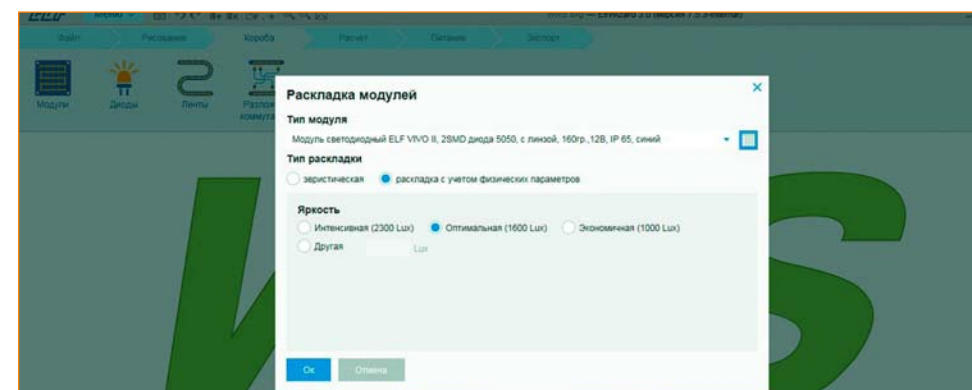 ELF Меню
Файл Рисование Короба Расчет Питание Экспорт
Модули Диоды Ленты
Раскладка модулей
Тип модуля
Модуль светодиодный ELF VIVO II, 2SMD диода 5050, с линзой, 160гр.,12В, IP 65, синий
Тип раскладки
эвристическая раскладка с учетом физических параметров
Яркость
Интенсивная (2300 Lux) Оптимальная (1600 Lux) Экономичная (1000 Lux)
Другая Lux
Ок Отмена